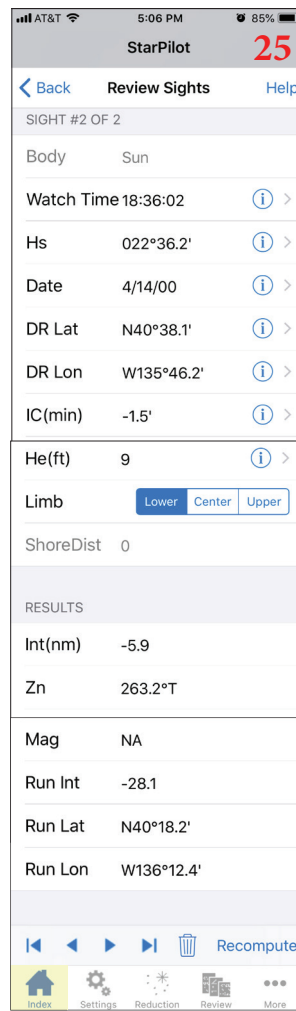 AT&T 5:06 PM 85%
StarPilot 25
Back Review Sights Help
SIGHT #2 OF 2
Body Sun
Watch Time 18:36:02
Hs 022°36.2'
Date 4/14/00
DR Lat N40°38.1'
DR Lon W135°46.2'
IC(min) -1.5'
He(ft) 9
Limb Lower Center Upper
ShoreDist 0
RESULTS
Int(nm) -5.9
Zn 263.2°T
Mag NA
Run Int -28.1
Run Lat N40°18.2'
Run Lon W136°12.4'
Recompute
Index Settings Reduction Review More